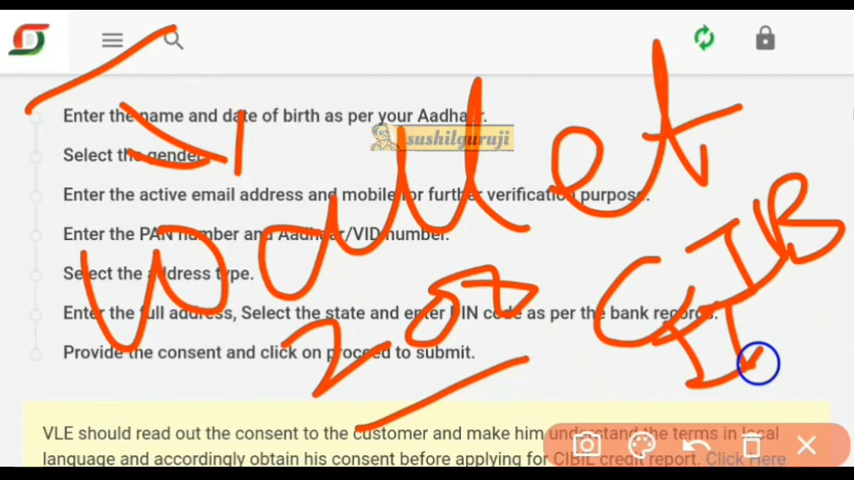 Enter the name and date of birth as per your Aadhaar.
sushilguruji
Select the gender
Enter the active email address and mobile for further verification purpose.
wallet
Enter the PAN number and Aadhaar/VID number.
CIB
Select the address type.
208
Enter the full address, Select the state and enter PIN code as per the bank records.
Provide the consent and click on proceed to submit.
VLE should read out the consent to the customer and make him understand the terms in local
language and accordingly obtain his consent before applying for CIBIL credit report. Click Here